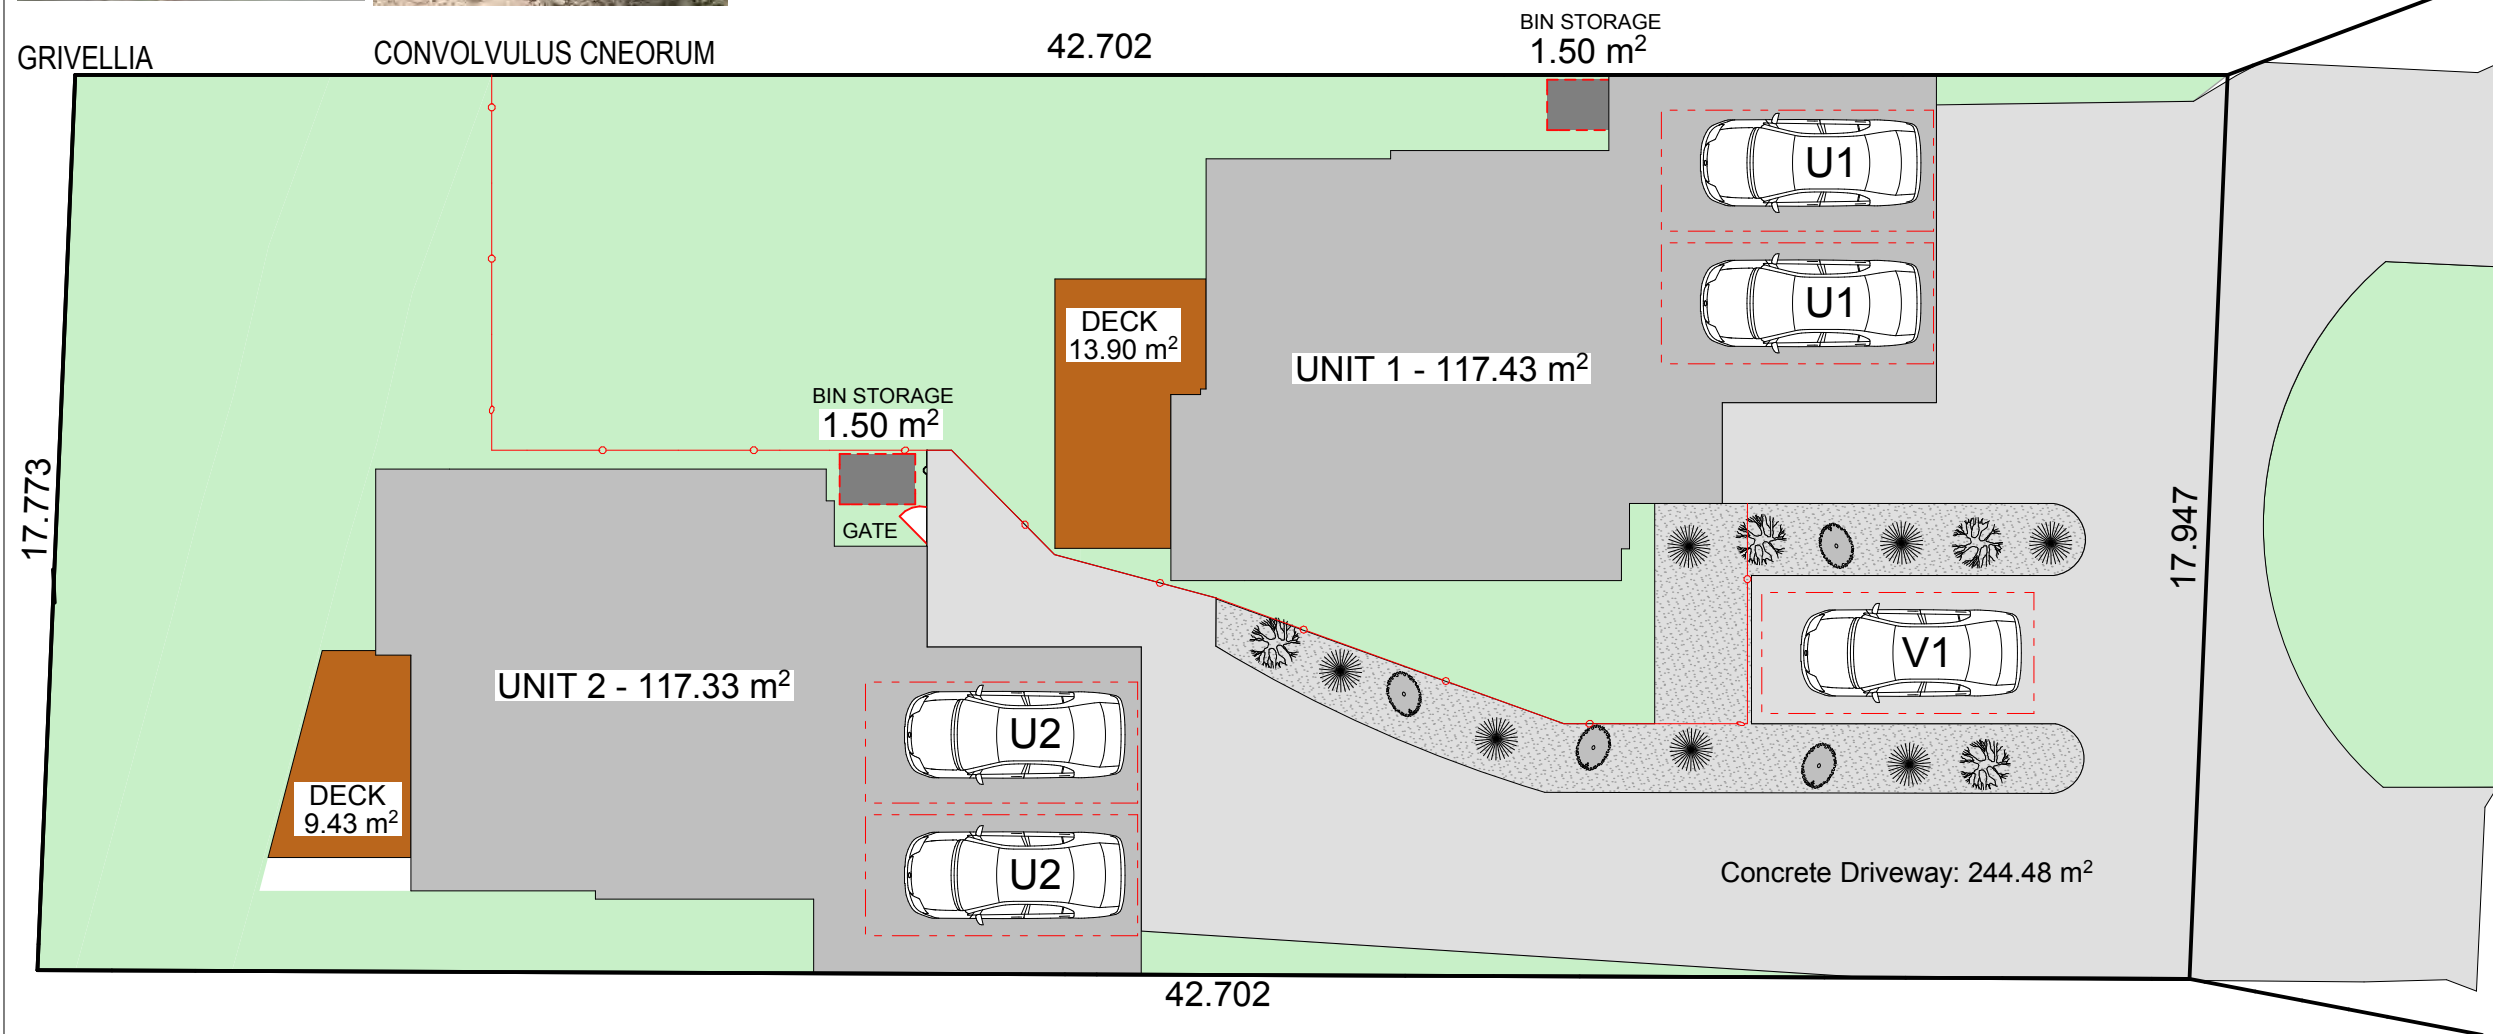 BIN STORAGE
1.50 m²
GRIVELLIA
CONVOLVULUS CNEORUM
42.702
U1
U1
DECK
13.90 m²
UNIT 1 - 117.43 m²
BIN STORAGE
1.50 m²
17.773
GATE
17.947
V1
UNIT 2 - 117.33 m²
U2
DECK
9.43 m²
U2
Concrete Driveway: 244.48 m²
42.702